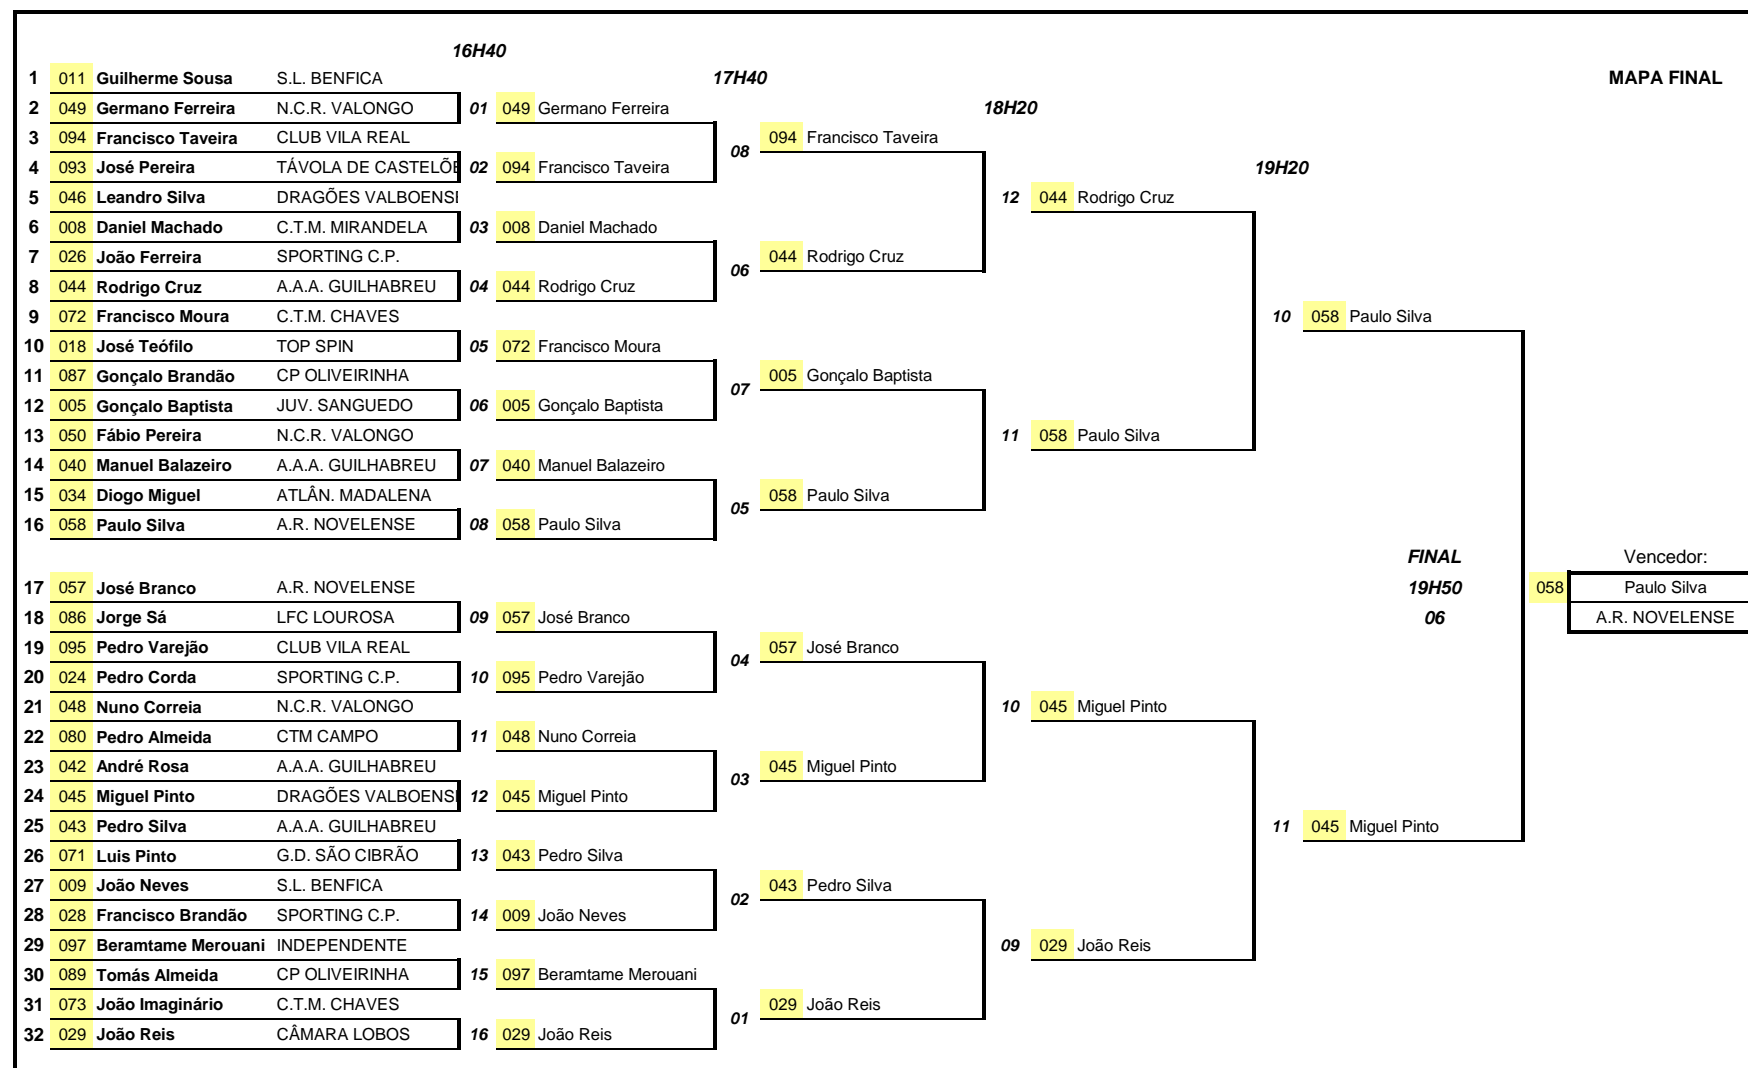 16H40
1 011 Guilherme Sousa S.L. BENFICA 17H40 MAPA FINAL
2 049 Germano Ferreira N.C.R. VALONGO 01 049 Germano Ferreira 18H20
3 094 Francisco Taveira CLUB VILA REAL 094 Francisco Taveira
08
4 093 José Pereira TÁVOLA DE CASTELÕE 02 094 Francisco Taveira 19H20
5 046 Leandro Silva DRAGÕES VALBOENSI 12 044 Rodrigo Cruz
6 008 Daniel Machado C.T.M. MIRANDELA 03 008 Daniel Machado
7 026 João Ferreira SPORTING C.P. 044 Rodrigo Cruz
06
8 044 Rodrigo Cruz A.A.A. GUILHABREU 04 044 Rodrigo Cruz
9 072 Francisco Moura C.T.M. CHAVES 10 058 Paulo Silva
10 018 José Teófilo TOP SPIN 05 072 Francisco Moura
11 087 Gonçalo Brandão CP OLIVEIRINHA 005 Gonçalo Baptista
07
12 005 Gonçalo Baptista JUV. SANGUEDO 06 005 Gonçalo Baptista
13 050 Fábio Pereira N.C.R. VALONGO 11 058 Paulo Silva
14 040 Manuel Balazeiro A.A.A. GUILHABREU 07 040 Manuel Balazeiro
15 034 Diogo Miguel ATLÂN. MADALENA 058 Paulo Silva
05
16 058 Paulo Silva A.R. NOVELENSE 08 058 Paulo Silva
FINAL Vencedor:
17 057 José Branco A.R. NOVELENSE 19H50 058 Paulo Silva
18 086 Jorge Sá LFC LOUROSA 09 057 José Branco 06 A.R. NOVELENSE
19 095 Pedro Varejão CLUB VILA REAL 057 José Branco
04
20 024 Pedro Corda SPORTING C.P. 10 095 Pedro Varejão
21 048 Nuno Correia N.C.R. VALONGO 10 045 Miguel Pinto
22 080 Pedro Almeida CTM CAMPO 11 048 Nuno Correia
23 042 André Rosa A.A.A. GUILHABREU 045 Miguel Pinto
03
24 045 Miguel Pinto DRAGÕES VALBOENSI 12 045 Miguel Pinto
25 043 Pedro Silva A.A.A. GUILHABREU 11 045 Miguel Pinto
26 071 Luis Pinto G.D. SÃO CIBRÃO 13 043 Pedro Silva
27 009 João Neves S.L. BENFICA 043 Pedro Silva
02
28 028 Francisco Brandão SPORTING C.P. 14 009 João Neves
29 097 Beramtame Merouani INDEPENDENTE 09 029 João Reis
30 089 Tomás Almeida CP OLIVEIRINHA 15 097 Beramtame Merouani
31 073 João Imaginário C.T.M. CHAVES 029 João Reis
01
32 029 João Reis CÂMARA LOBOS 16 029 João Reis